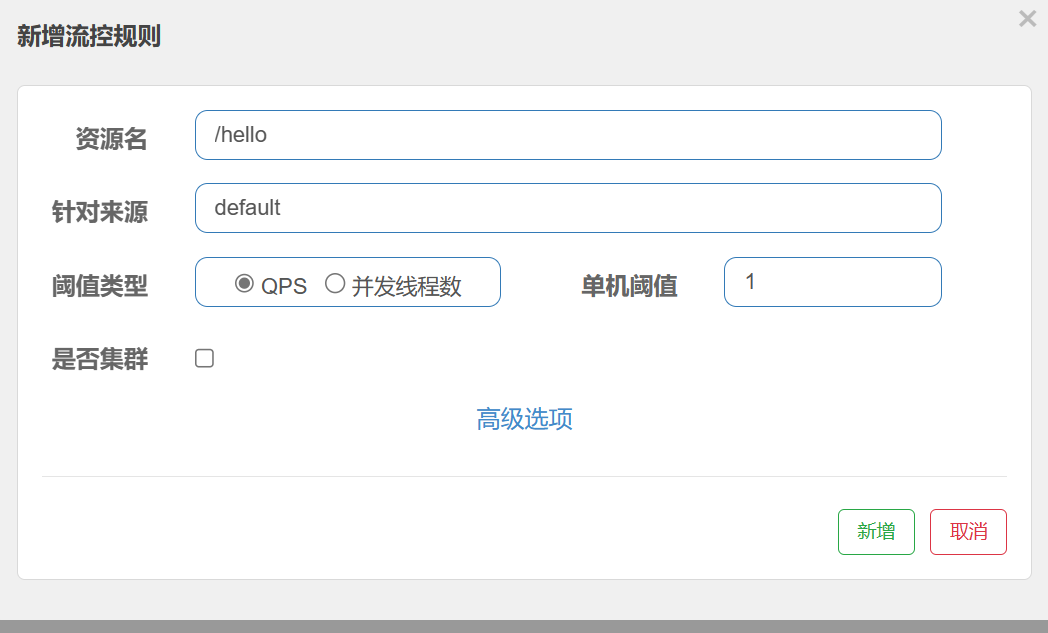 新增流控规则
资源名 /hello
针对来源 default
阈值类型 QPS 并发线程数 单机阈值 1
是否集群
高级选项
新增 取消